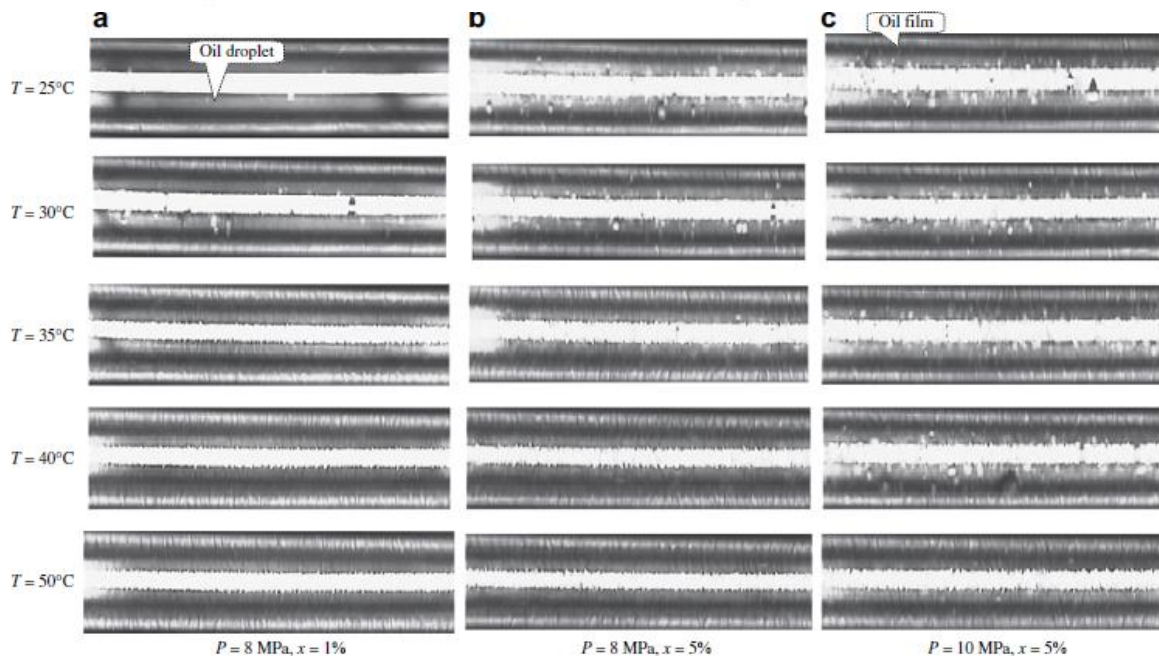 a b c
Oil droplet
Oil film
T = 25°C
T = 30°C
T = 35°C
T = 40°C
T = 50°C
P = 8 MPa, x = 1% P = 8 MPa, x = 5% P = 10 MPa, x = 5%